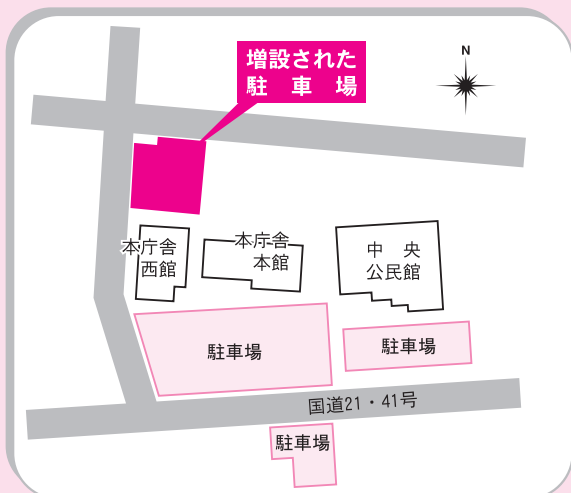 増設された
駐車場
N
本庁舎
西館
本庁舎
本館
中央
公民館
駐車場
駐車場
国道21・41号
駐車場